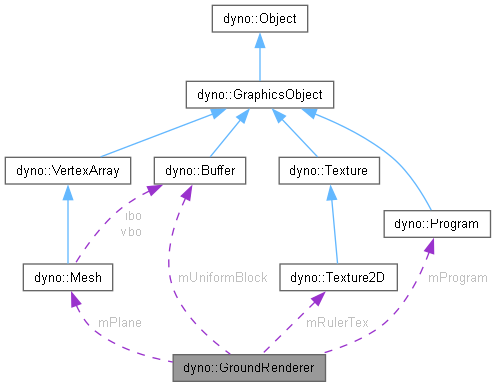 dyno::Object
dyno::GraphicsObject
dyno::VertexArray
dyno::Buffer
dyno::Texture
dyno::Program
ibo
vbo
dyno::Mesh
mUniformBlock
dyno::Texture2D
mProgram
mPlane
mRulerTex
dyno::GroundRenderer